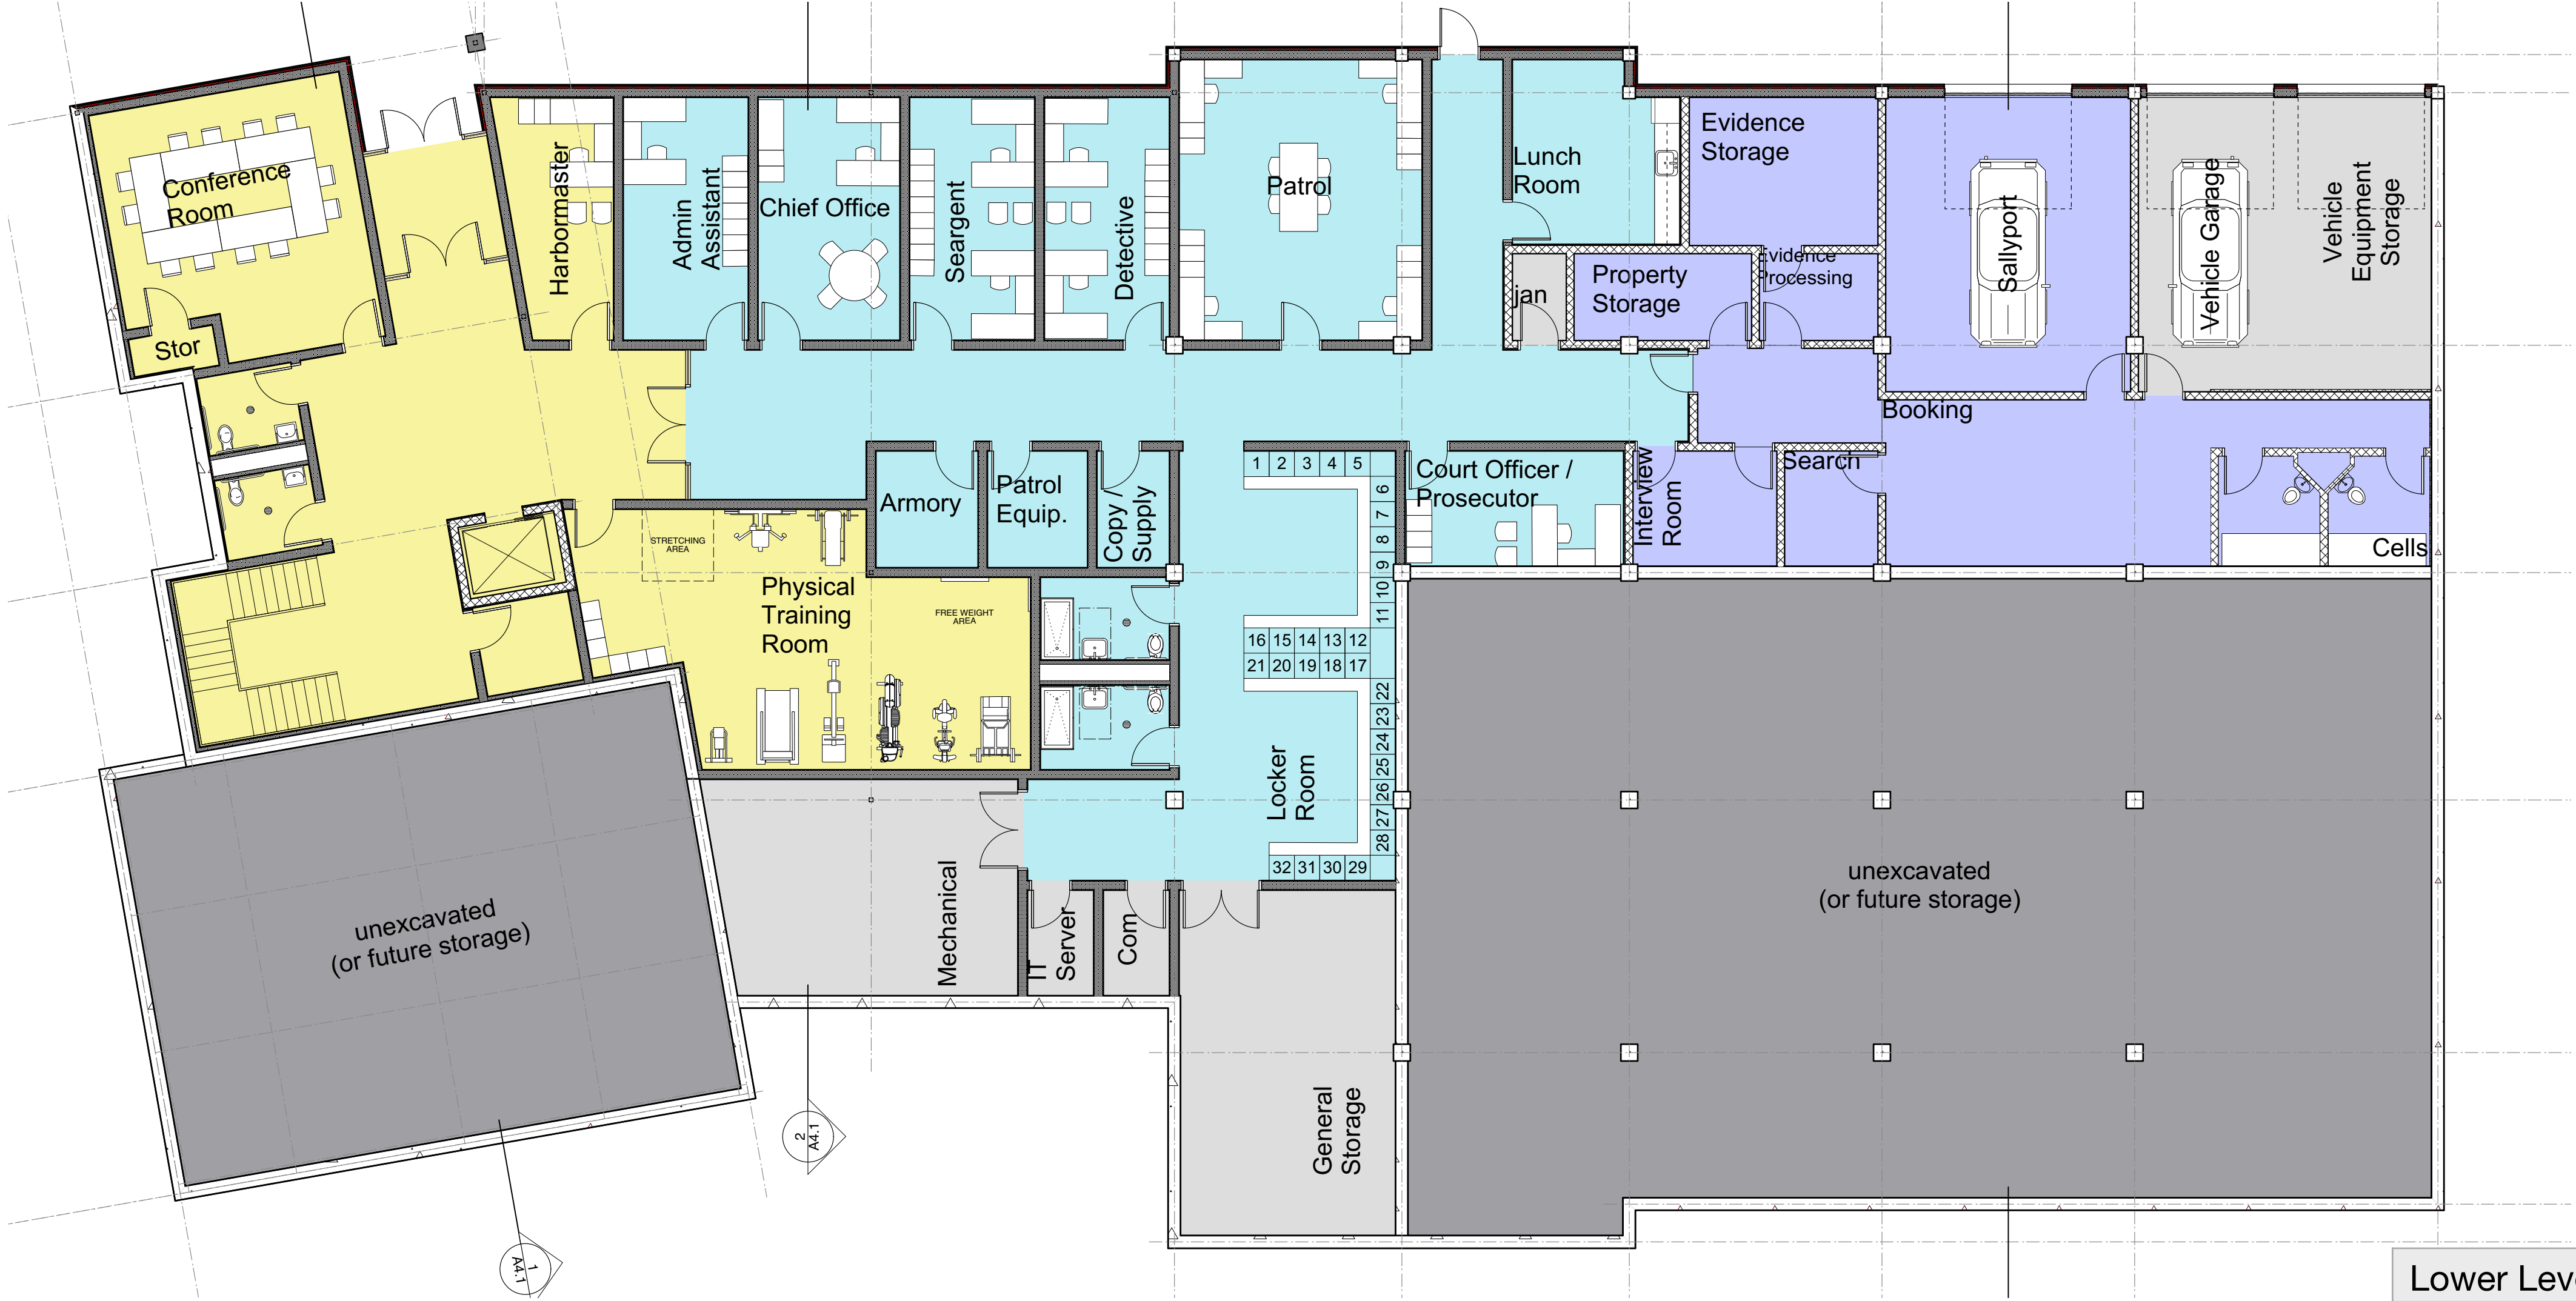 Conference
Room
Stor
Harbormaster
Admin
Assistant
Chief Office
Seargent
Detective
Patrol
Lunch
Room
Evidence
Storage
jan
Property
Storage
Processing
Sallyport
Vehicle Garage
Vehicle
Equipment
Storage
Booking
Search
Interview
Room
Cells
Court Officer /
Prosecutor
Armory
Patrol
Equip.
Copy /
Supply
STRETCHING
AREA
Physical
Training
Room
FREE WEIGHT
AREA
1 2 3 4 5
6
7
8
9
10
11
16 15 14 13 12
21 20 19 18 17
22
23
24
25
26
27
28
32 31 30 29
Locker
Room
Mechanical
IT
Server
Com
General
Storage
unexcavated
(or future storage)
unexcavated
(or future storage)
2
A4.1
1
A4.1
Lower